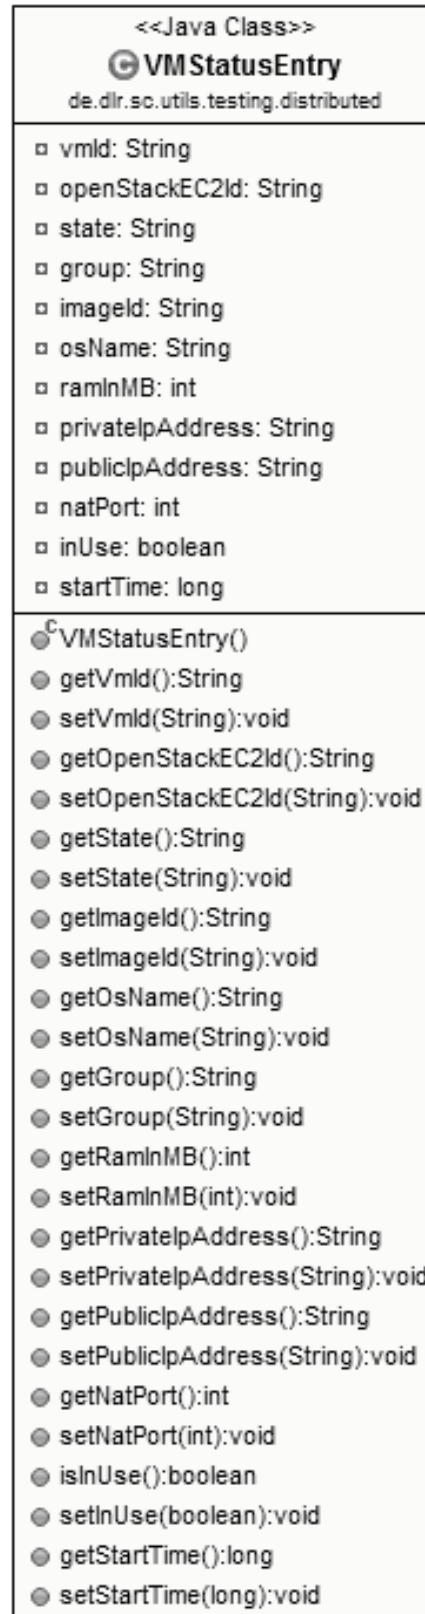 <<Java Class>>
C VMStatusEntry
de.dlr.sc.utils.testing.distributed
vmId: String
openStackEC2Id: String
state: String
group: String
imageId: String
osName: String
ramInMB: int
privateIpAddress: String
publicIpAddress: String
natPort: int
inUse: boolean
startTime: long
C VMStatusEntry()
getVmId():String
setVmId(String):void
getOpenStackEC2Id():String
setOpenStackEC2Id(String):void
getState():String
setState(String):void
getImageId():String
setImageId(String):void
getOsName():String
setOsName(String):void
getGroup():String
setGroup(String):void
getRamInMB():int
setRamInMB(int):void
getPrivateIpAddress():String
setPrivateIpAddress(String):void
getPublicIpAddress():String
setPublicIpAddress(String):void
getNatPort():int
setNatPort(int):void
isInUse():boolean
setInUse(boolean):void
getStartTime():long
setStartTime(long):void